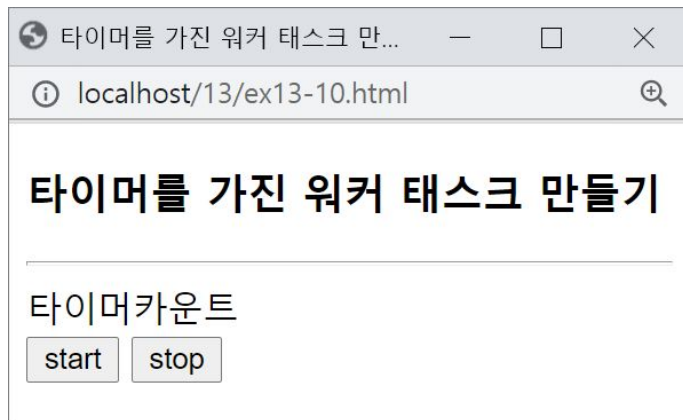 타이머를 가진 워커 태스크 만...
localhost/13/ex13-10.html
타이머를 가진 워커 태스크 만들기
타이머카운트
start stop